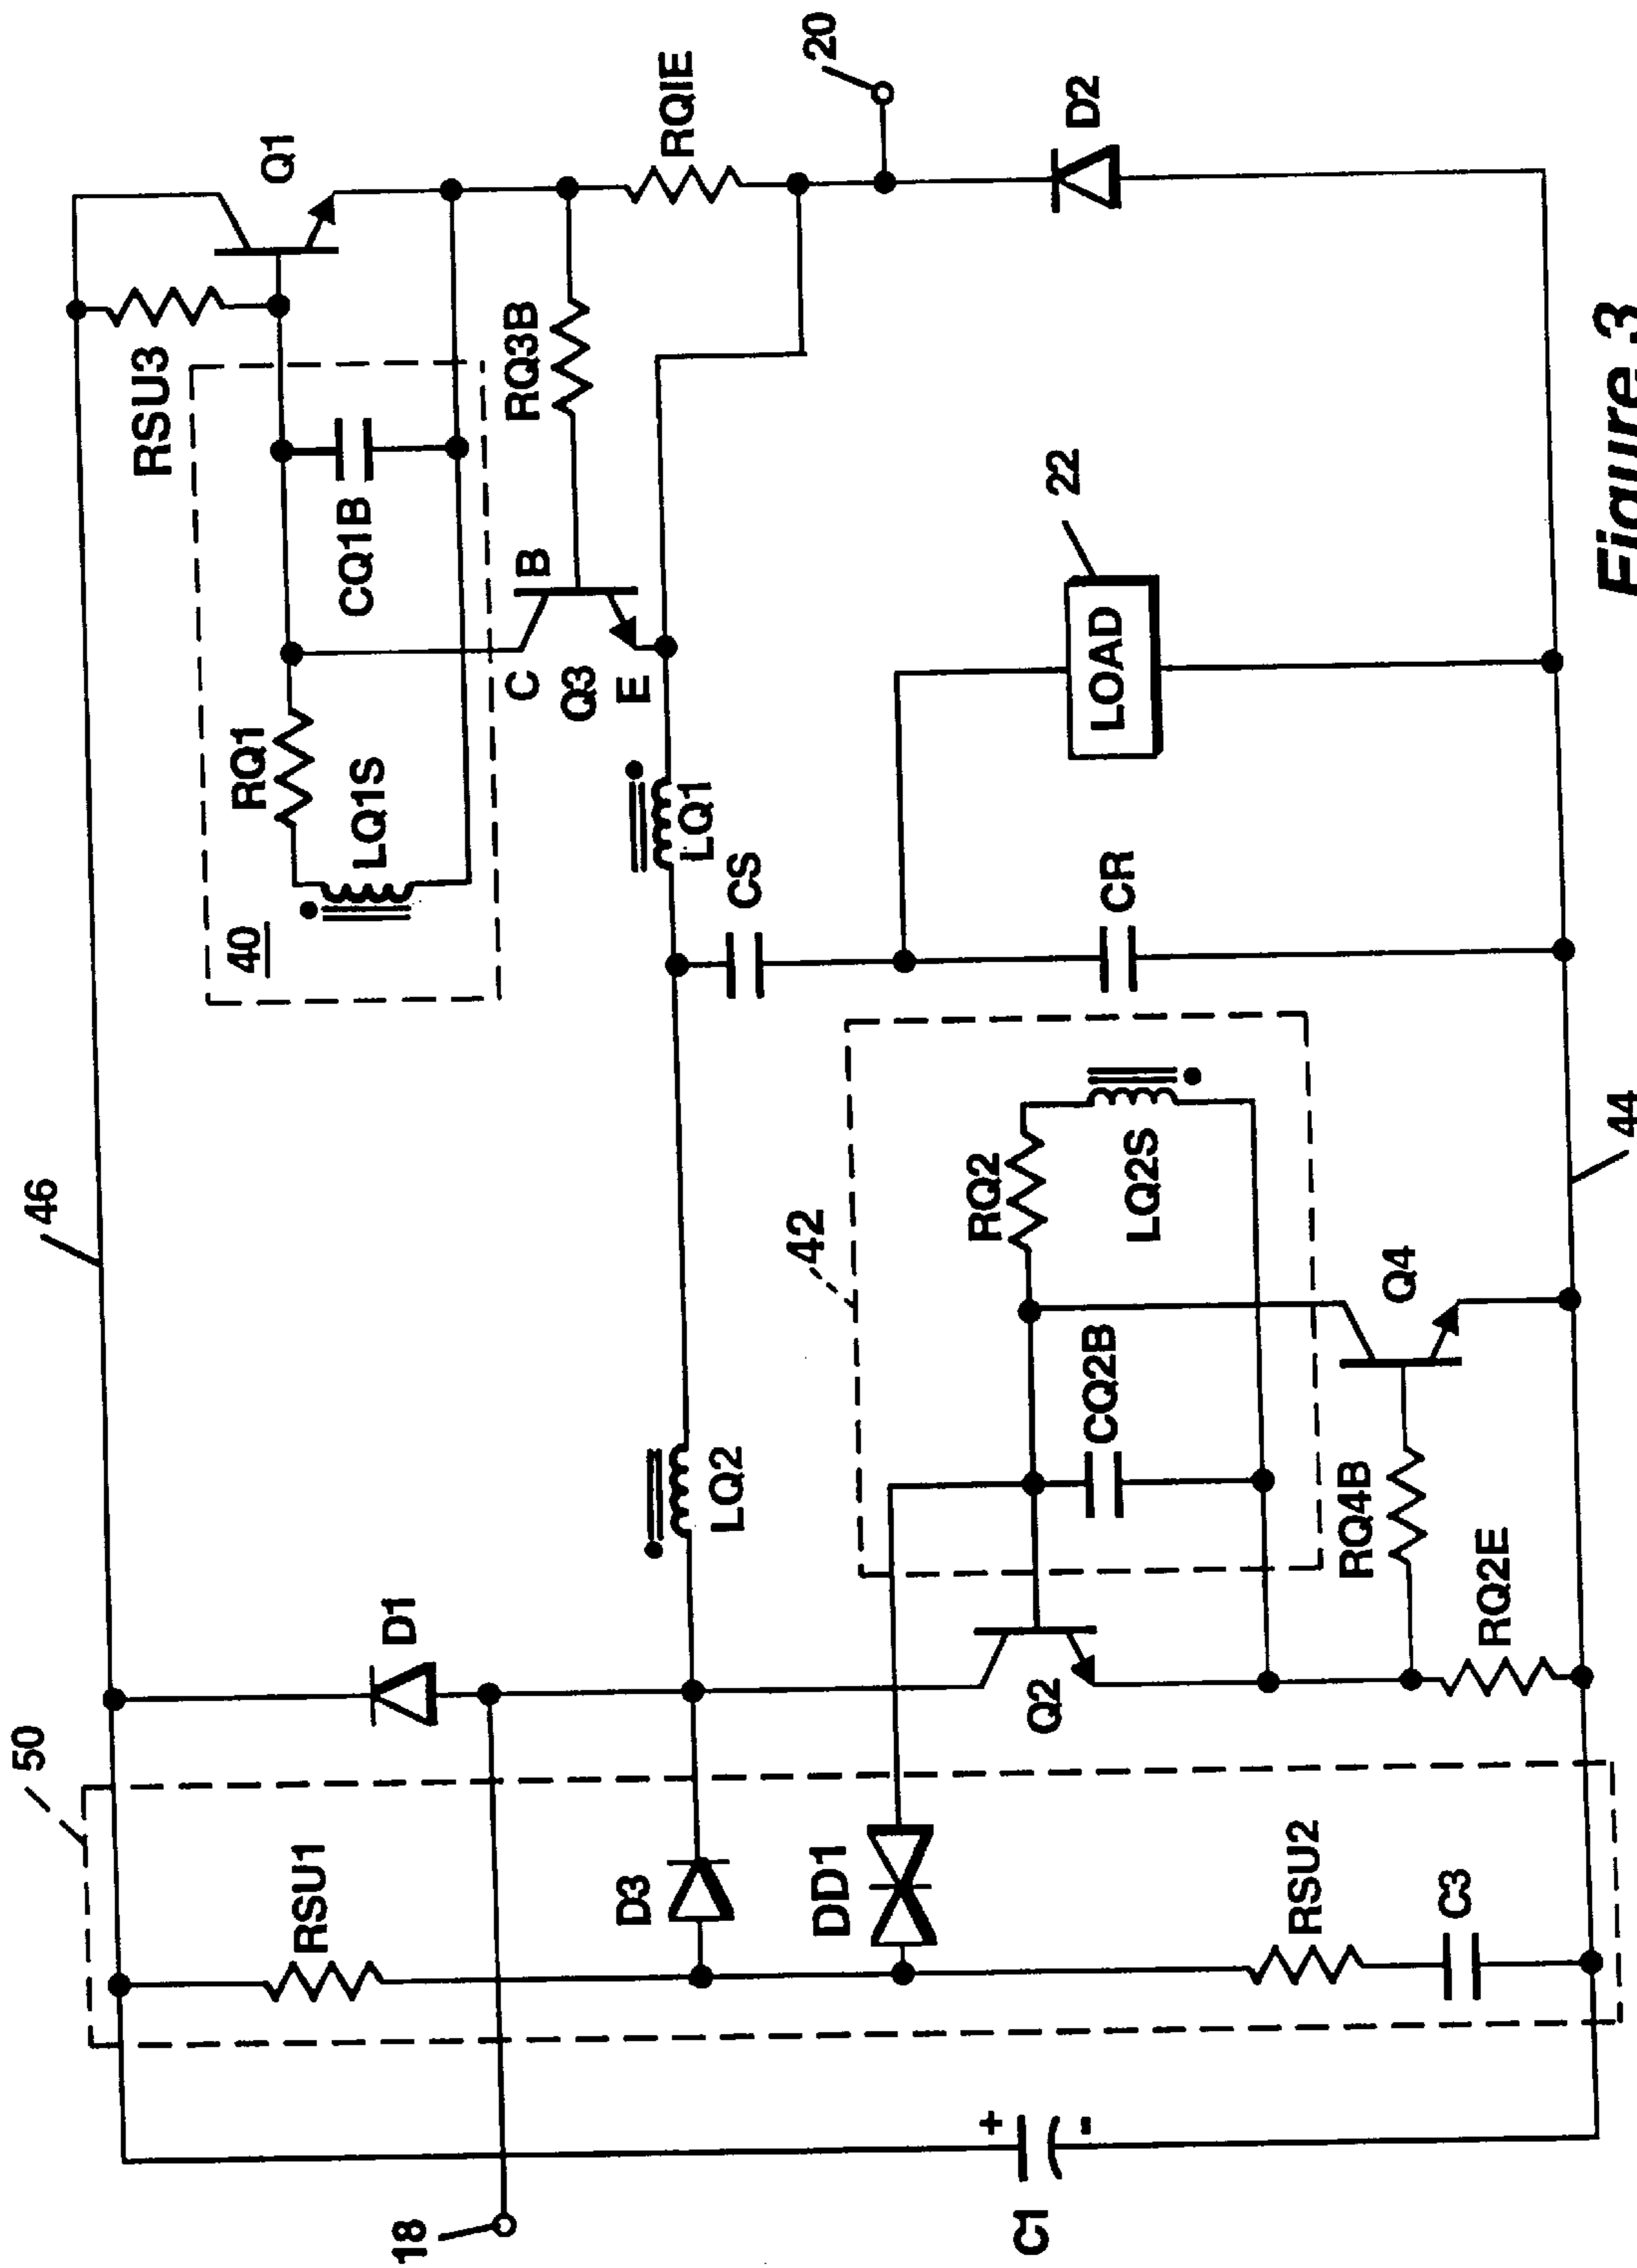 46
50
RSU1
D1
RSU3
Q1
40
RQ1
LQ1S
CQ1B
C
B
Q3
E
RQ3B
RQIE
20
18
D3
LQ2
LQ1
CS
DD1
42
RQ2
LQ2S
CQ2B
Q2
22
LOAD
D2
C1
+
-
RSU2
C3
RQ4B
RQ2E
Q4
CR
44
Figure 3